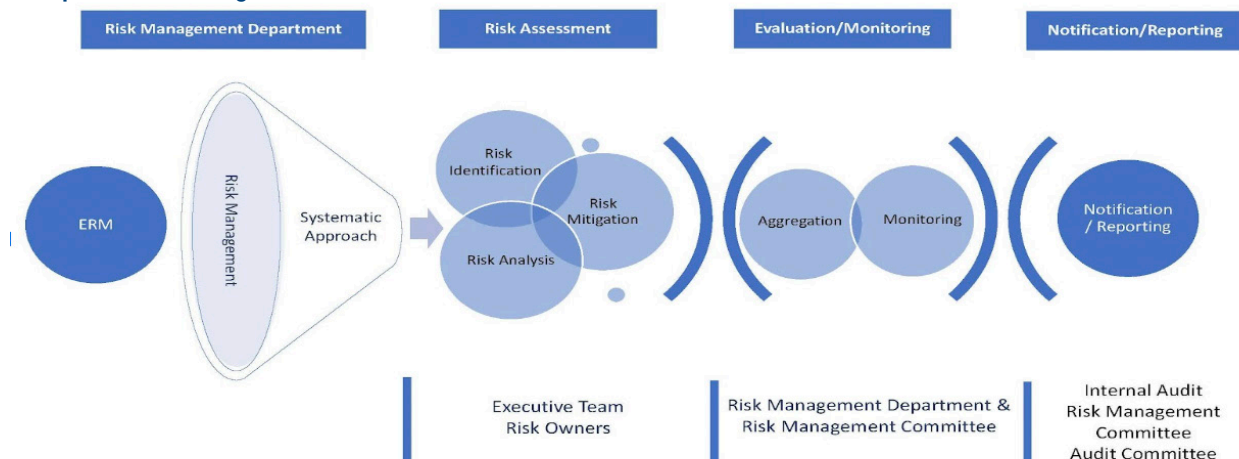 Risk Management Department
Risk Assessment
Evaluation/Monitoring
Notification/Reporting
ERM
Risk Management
Systematic
Approach
Risk
Identification
Risk
Mitigation
Risk Analysis
Aggregation
Monitoring
Notification
/ Reporting
Executive Team
Risk Owners
Risk Management Department &
Risk Management Committee
Internal Audit
Risk Management
Committee
Audit Committee